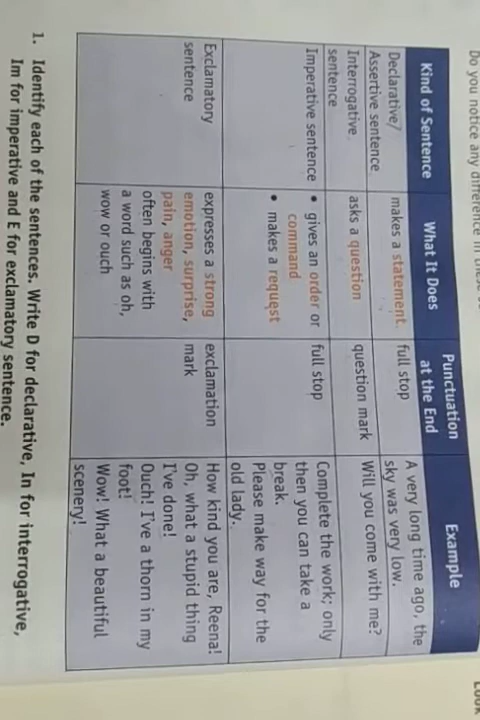 Do you notice any difference in these
Look
Kind of Sentence
What It Does
Punctuation
at the End
Example
Declarative/
Assertive sentence
makes a statement.
full stop
A very long time ago, the
sky was very low.
Interrogative
sentence
asks a question
question mark
Will you come with me?
Imperative sentence
• gives an order or
command
• makes a request
full stop
Complete the work; only
then you can take a
break.
Please make way for the
old lady.
Exclamatory
sentence
expresses a strong
emotion, surprise,
pain, anger
often begins with
a word such as oh,
wow or ouch
exclamation
mark
How kind you are, Reena!
Oh, what a stupid thing
I've done!
Ouch! I've a thorn in my
foot!
Wow! What a beautiful
scenery!
1. Identify each of the sentences. Write D for declarative, In for interrogative,
Im for imperative and E for exclamatory sentence.